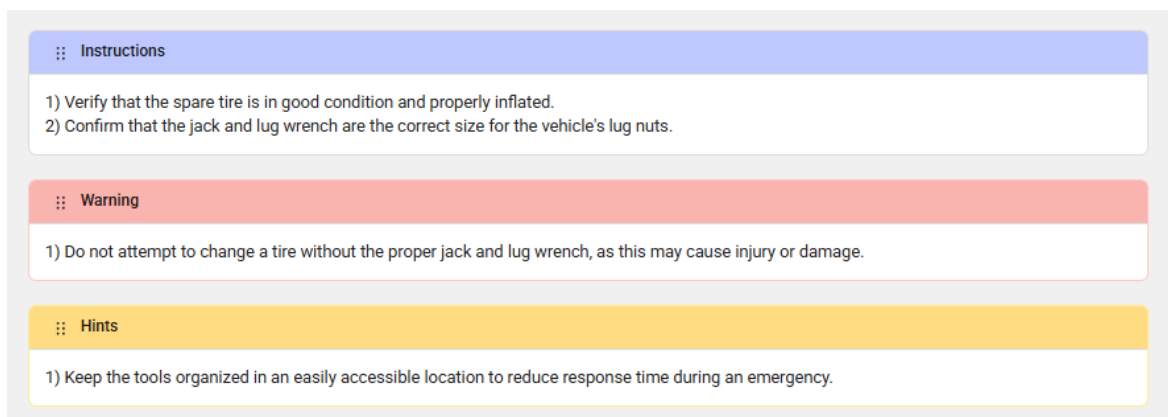 Instructions
1) Verify that the spare tire is in good condition and properly inflated.
2) Confirm that the jack and lug wrench are the correct size for the vehicle's lug nuts.
Warning
1) Do not attempt to change a tire without the proper jack and lug wrench, as this may cause injury or damage.
Hints
1) Keep the tools organized in an easily accessible location to reduce response time during an emergency.